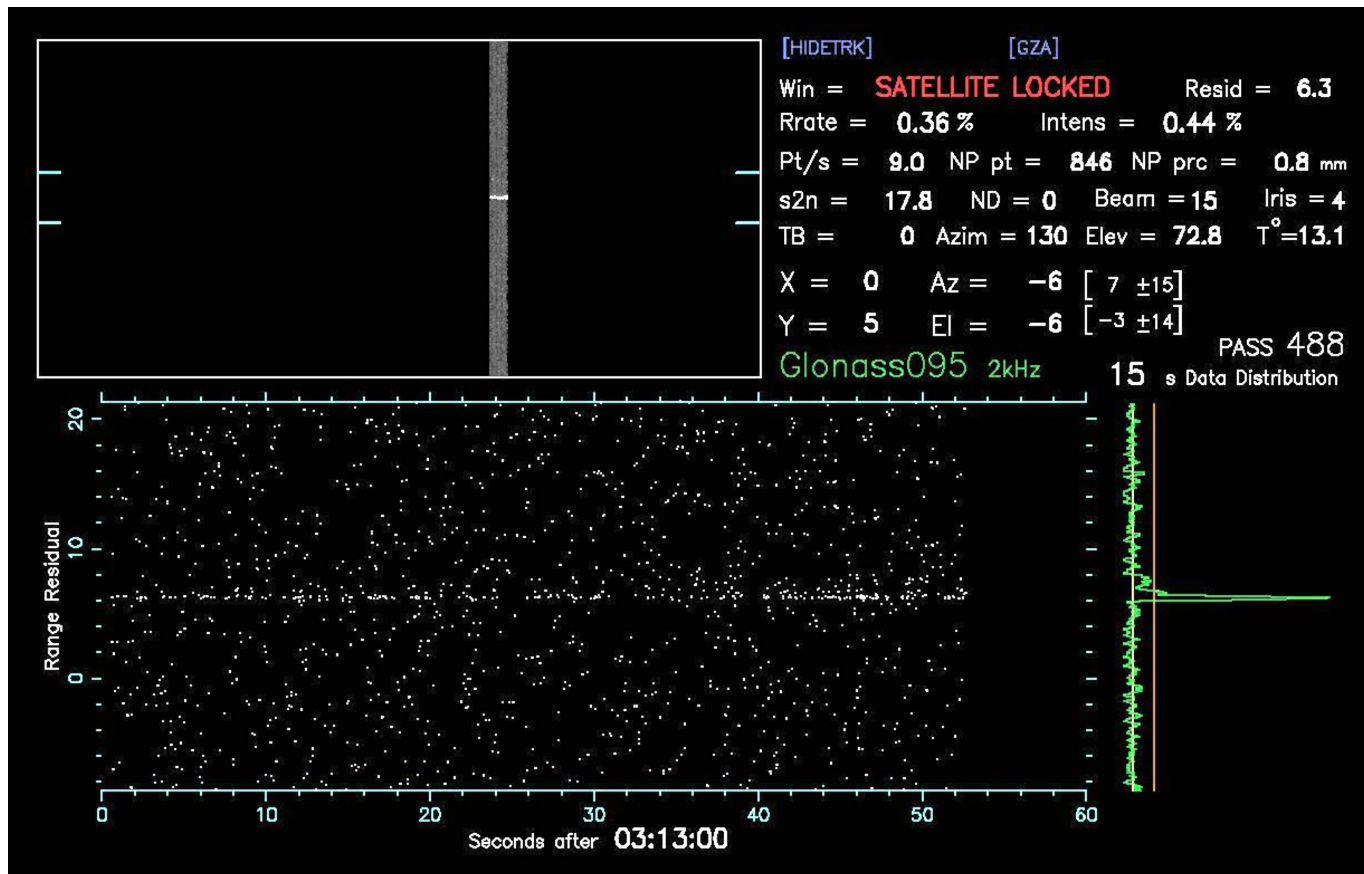 [HIDETRK] [GZA]
Win = SATELLITE LOCKED Resid = 6.3
Rrate = 0.36 % Intens = 0.44 %
Pt/s = 9.0 NP pt = 846 NP prc = 0.8 mm
s2n = 17.8 ND = 0 Beam = 15 Iris = 4
TB = 0 Azim = 130 Elev = 72.8 T°=13.1
X = 0 Az = -6 [ 7 ±15]
Y = 5 El = -6 [-3 ±14]
PASS 488
Glonass095 2kHz
15 s Data Distribution
Range Residual
20
10
0
0 10 20 30 40 50 60
Seconds after 03:13:00